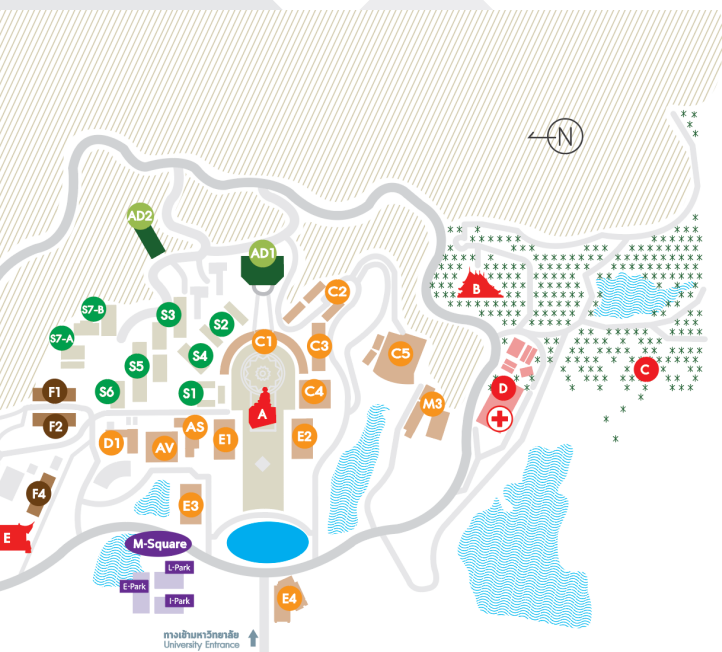 N
AD2
AD1
B
C2
S7-B
S3
S2
S7-A
C1
C3
C5
S4
S5
C
D
F1
S6
S1
C4
M3
A
F2
D1
AS
AV
E1
E2
F4
E3
E
M-Square
L-Park
E-Park
I-Park
E4
ทางเข้ามหาวิทยาลัย
University Entrance